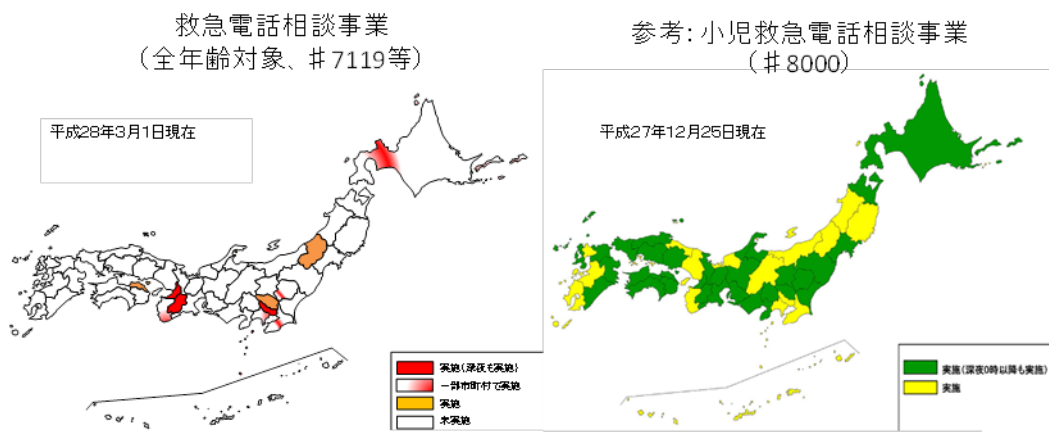 救急電話相談事業
（全年齢対象、＃7119等）
平成28年3月1日現在
実施（深夜も実施）
一部市町村で実施
実施
未実施
参考：小児救急電話相談事業
（＃8000）
平成27年12月25日現在
実施（深夜0時以降も実施）
実施